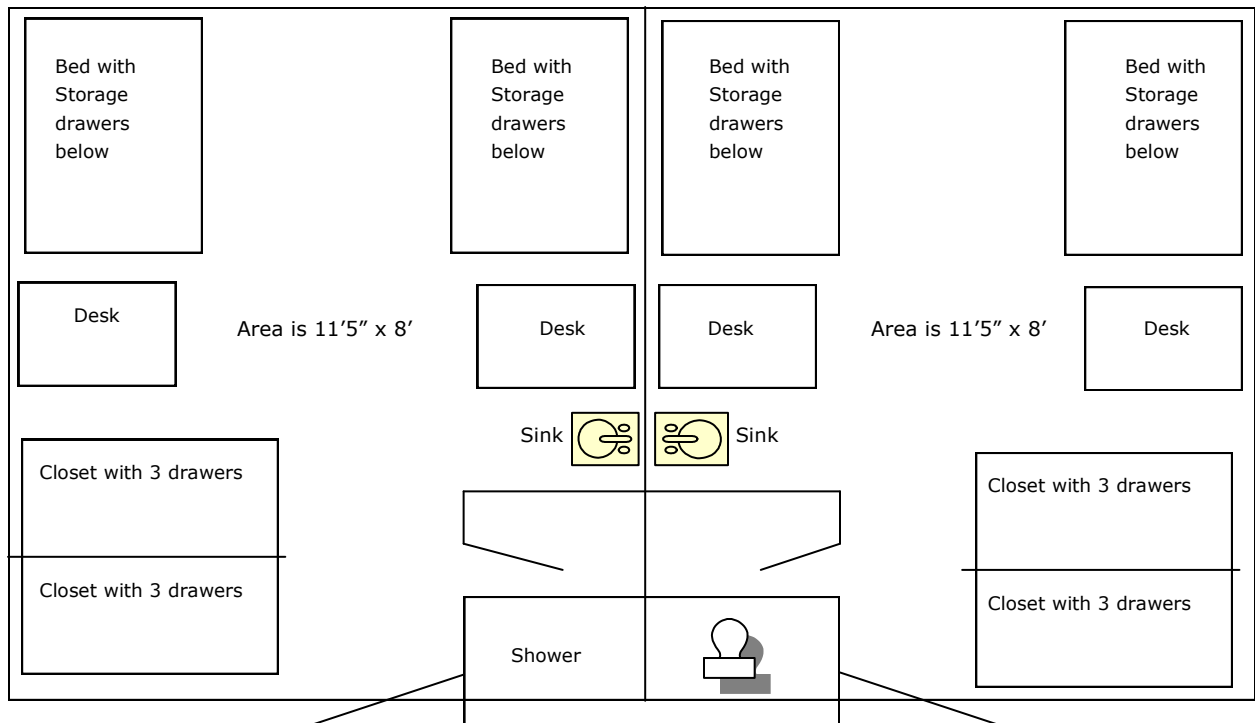 Bed with
Storage
drawers
below
Bed with
Storage
drawers
below
Bed with
Storage
drawers
below
Bed with
Storage
drawers
below
Desk
Area is 11’5” x 8’
Desk
Desk
Area is 11’5” x 8’
Desk
Sink
Sink
Closet with 3 drawers
Closet with 3 drawers
Closet with 3 drawers
Closet with 3 drawers
Shower